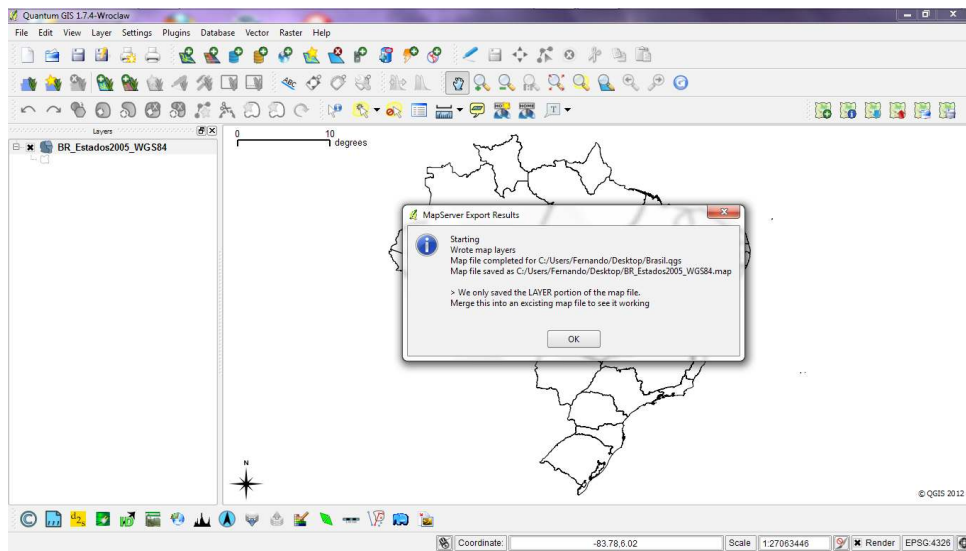 Quantum GIS 1.7.4-Wroclaw
File Edit View Layer Settings Plugins Database Vector Raster Help
Layers
BR_Estados2005_WGS84
0 10
degrees
MapServer Export Results
Starting
Wrote map layers
Map file completed for C:/Users/Fernando/Desktop/Brasil.qgs
Map file saved as C:/Users/Fernando/Desktop/BR_Estados2005_WGS84.map
> We only saved the LAYER portion of the map file.
Merge this into an excisting map file to see it working
OK
N
© QGIS 2012
Coordinate: -83.78,6.02 Scale 1:27063446 Render EPSG:4326